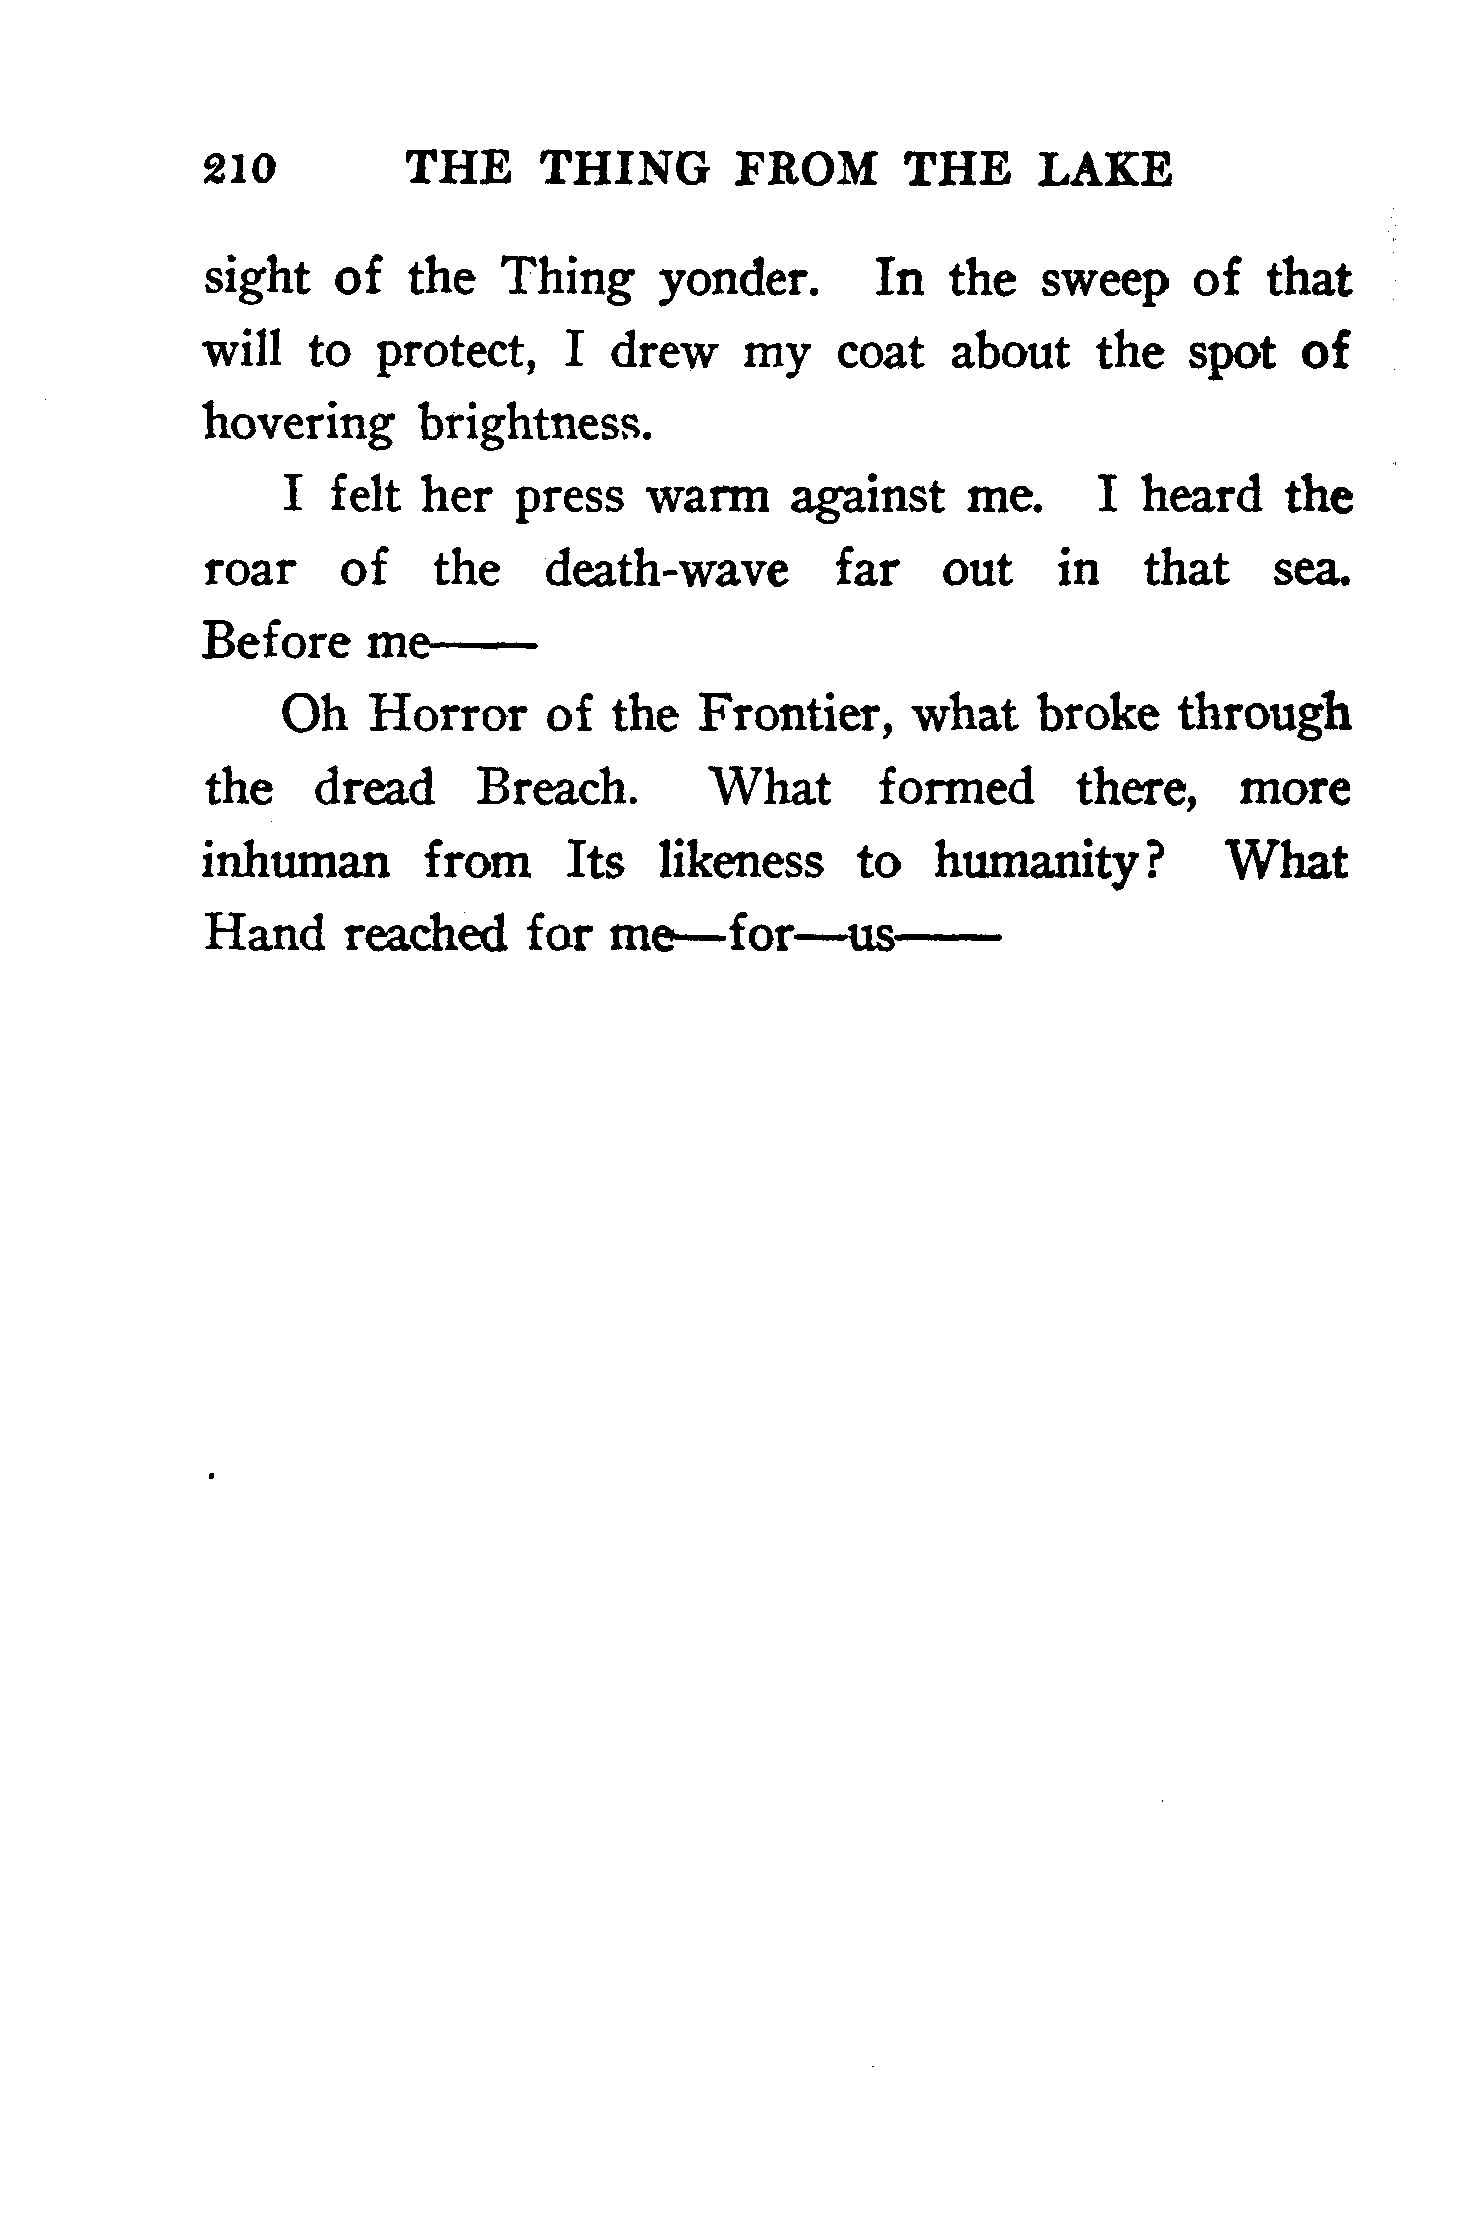 210 THE THING FROM THE LAKE
sight of the Thing yonder. In the sweep of that
will to protect, I drew my coat about the spot of
hovering brightness.
I felt her press warm against me. I heard the
roar of the death-wave far out in that sea.
Before me——
Oh Horror of the Frontier, what broke through
the dread Breach. What formed there, more
inhuman from Its likeness to humanity? What
Hand reached for me—for—us——